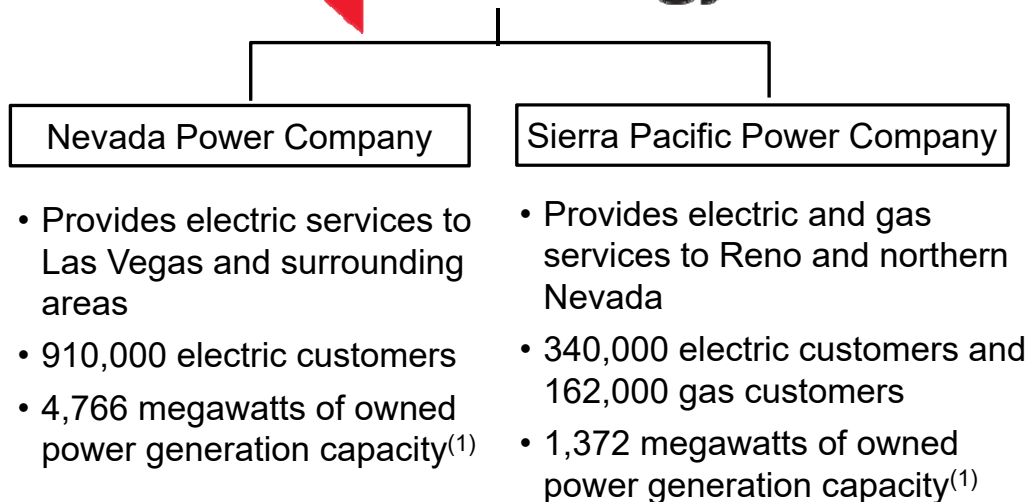 Nevada Power Company
• Provides electric services to
Las Vegas and surrounding
areas
• 910,000 electric customers
• 4,766 megawatts of owned
power generation capacity(1)
Sierra Pacific Power Company
• Provides electric and gas
services to Reno and northern
Nevada
• 340,000 electric customers and
162,000 gas customers
• 1,372 megawatts of owned
power generation capacity(1)